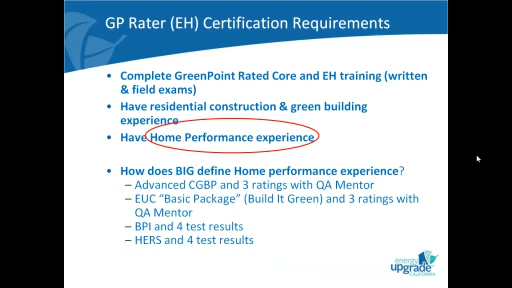 GP Rater (EH) Certification Requirements
• Complete GreenPoint Rated Core and EH training (written
& field exams)
• Have residential construction & green building
experience
• Have Home Performance experience
• How does BIG define Home performance experience?
– Advanced CGBP and 3 ratings with QA Mentor
– EUC “Basic Package” (Build It Green) and 3 ratings with
QA Mentor
– BPI and 4 test results
– HERS and 4 test results
energy
upgrade
CALIFORNIA